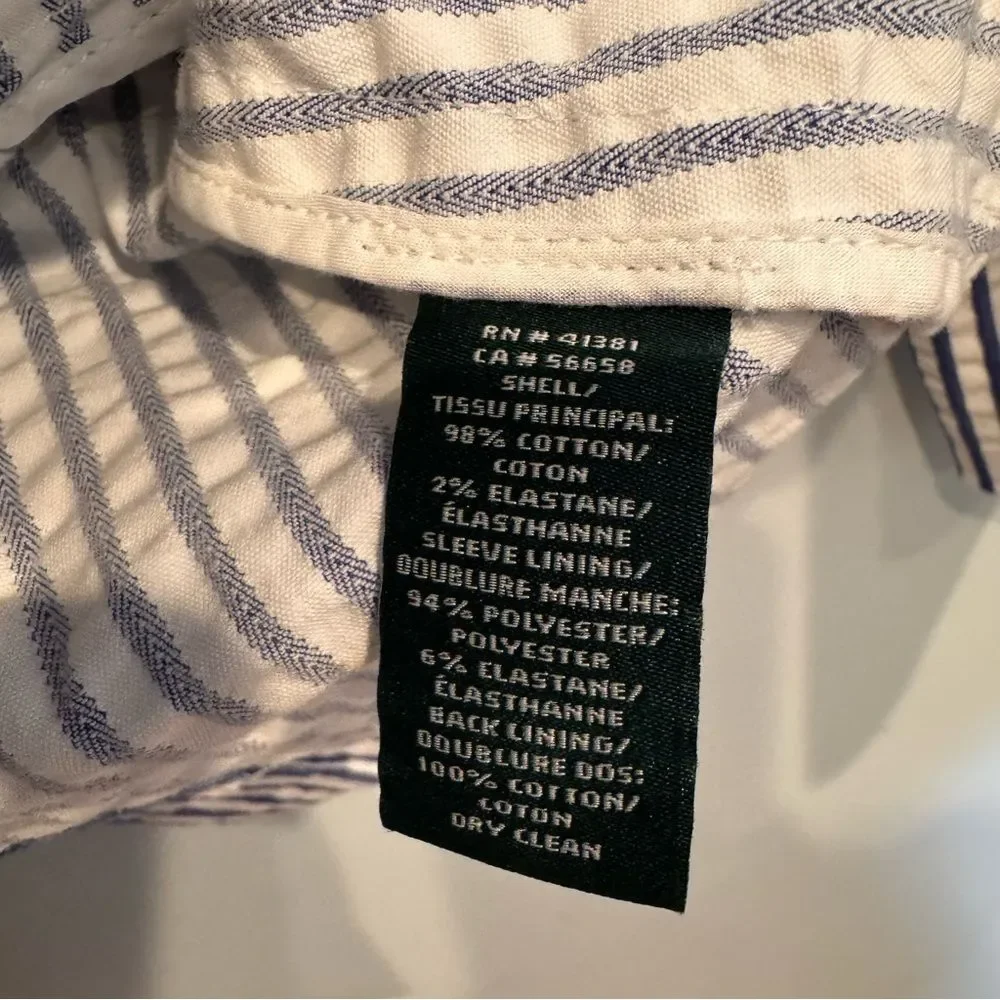 RN # 41381
CA # 56658
SHELL/
TISSU PRINCIPAL:
98% COTTON/
COTON
2% ELASTANE/
ÉLASTHANNE
SLEEVE LINING/
DOUBLURE MANCHE:
94% POLYESTER/
POLYESTER
6% ELASTANE/
ÉLASTHANNE
BACK LINING/
DOUBLURE DOS:
100% COTTON/
COTON
DRY CLEAN